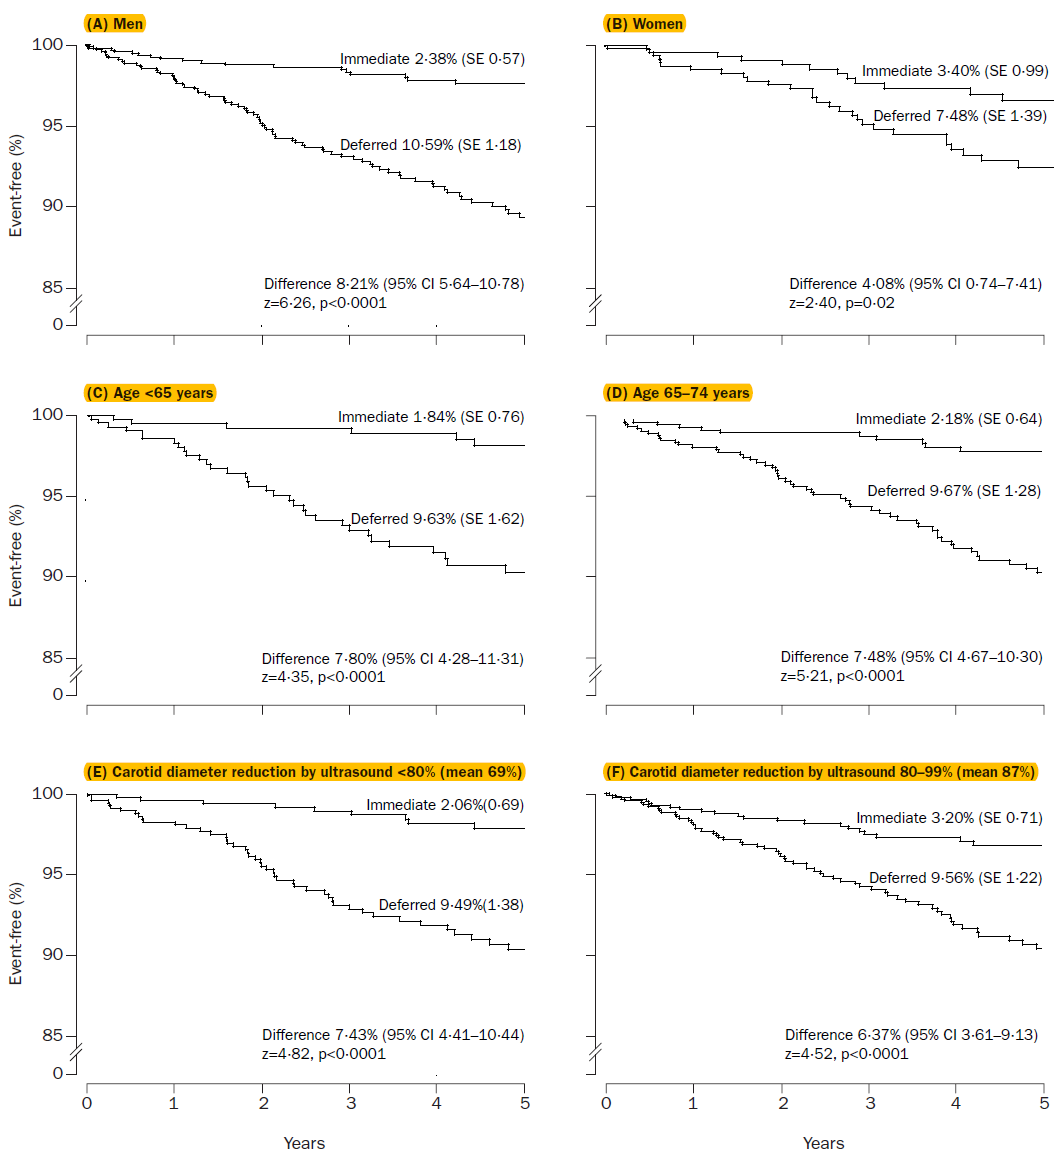 (A) Men
100
95
90
85
0
Event-free (%)
Immediate 2·38% (SE 0·57)
Deferred 10·59% (SE 1·18)
Difference 8·21% (95% CI 5·64–10·78)
z=6·26, p<0·0001
(B) Women
Immediate 3·40% (SE 0·99)
Deferred 7·48% (SE 1·39)
Difference 4·08% (95% CI 0·74–7·41)
z=2·40, p=0·02
(C) Age <65 years
100
95
90
85
0
Event-free (%)
Immediate 1·84% (SE 0·76)
Deferred 9·63% (SE 1·62)
Difference 7·80% (95% CI 4·28–11·31)
z=4·35, p<0·0001
(D) Age 65–74 years
Immediate 2·18% (SE 0·64)
Deferred 9·67% (SE 1·28)
Difference 7·48% (95% CI 4·67–10·30)
z=5·21, p<0·0001
(E) Carotid diameter reduction by ultrasound <80% (mean 69%)
100
95
90
85
0
Event-free (%)
Immediate 2·06%(0·69)
Deferred 9·49%(1·38)
Difference 7·43% (95% CI 4·41–10·44)
z=4·82, p<0·0001
0 1 2 3 4 5
Years
(F) Carotid diameter reduction by ultrasound 80–99% (mean 87%)
Immediate 3·20% (SE 0·71)
Deferred 9·56% (SE 1·22)
Difference 6·37% (95% CI 3·61–9·13)
z=4·52, p<0·0001
0 1 2 3 4 5
Years